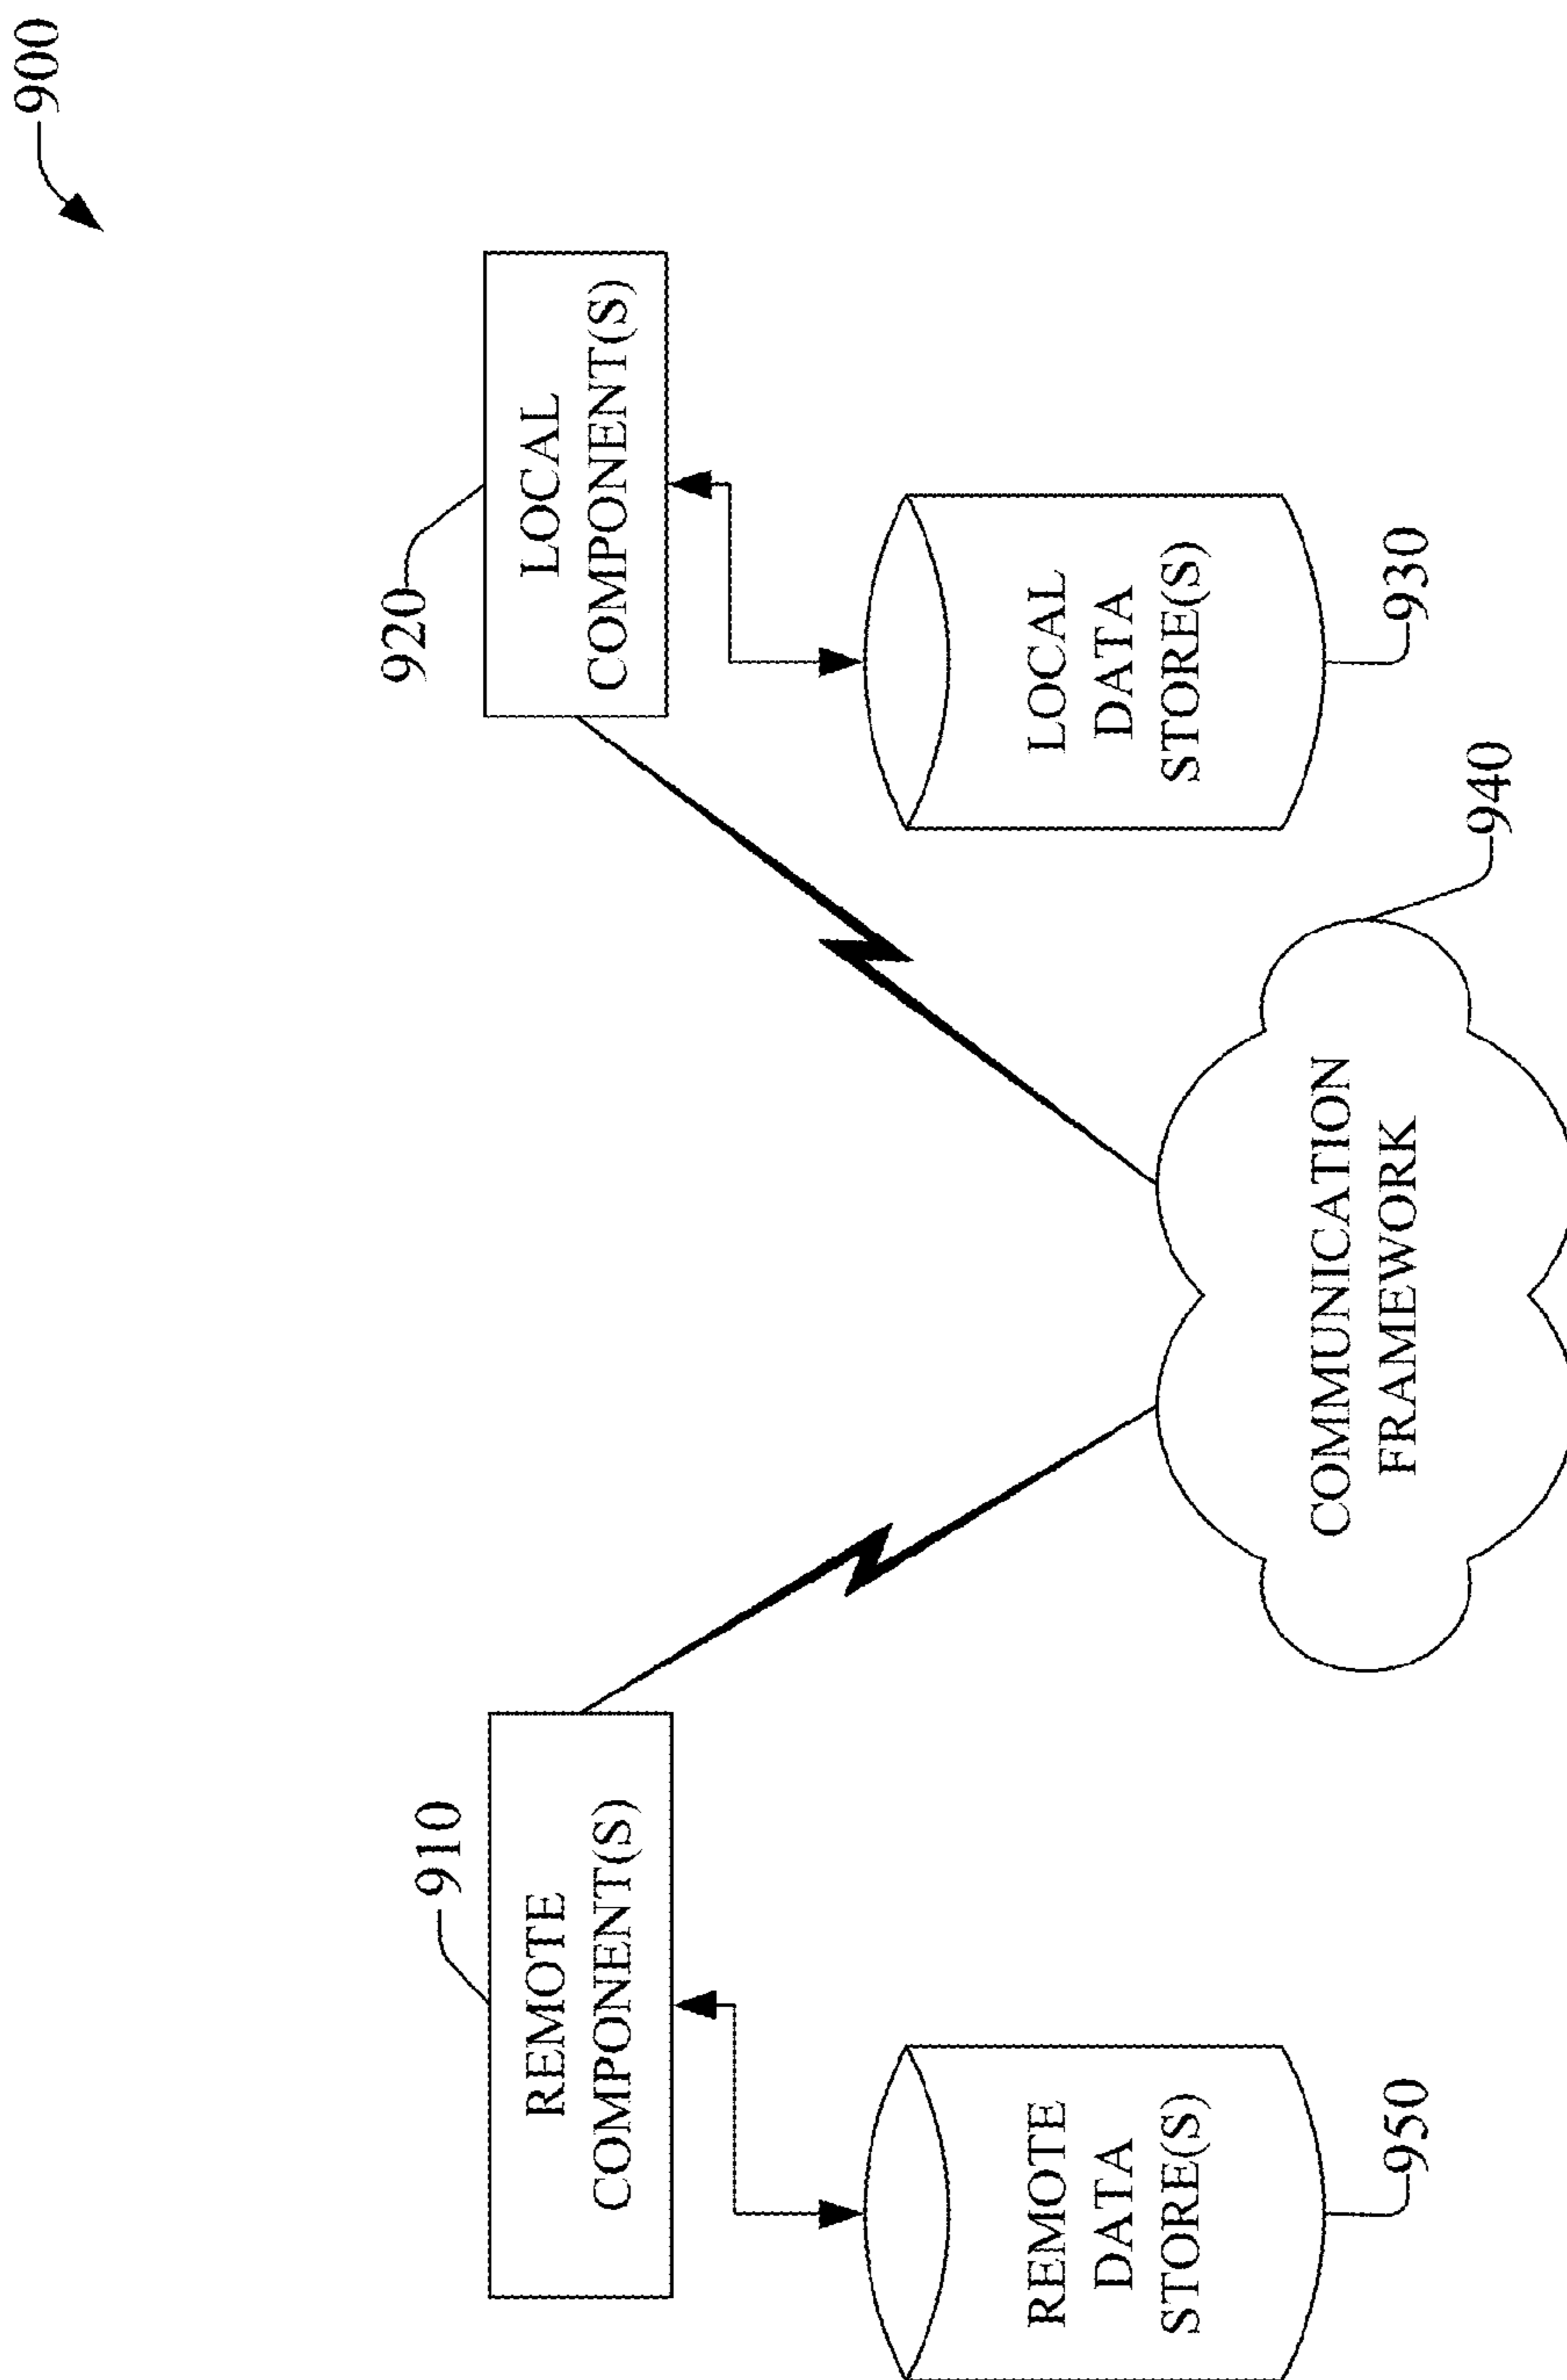 900
910
REMOTE
COMPONENT(S)
920
LOCAL
COMPONENT(S)
REMOTE
DATA
STORE(S)
950
LOCAL
DATA
STORE(S)
930
COMMUNICATION
FRAMEWORK
940